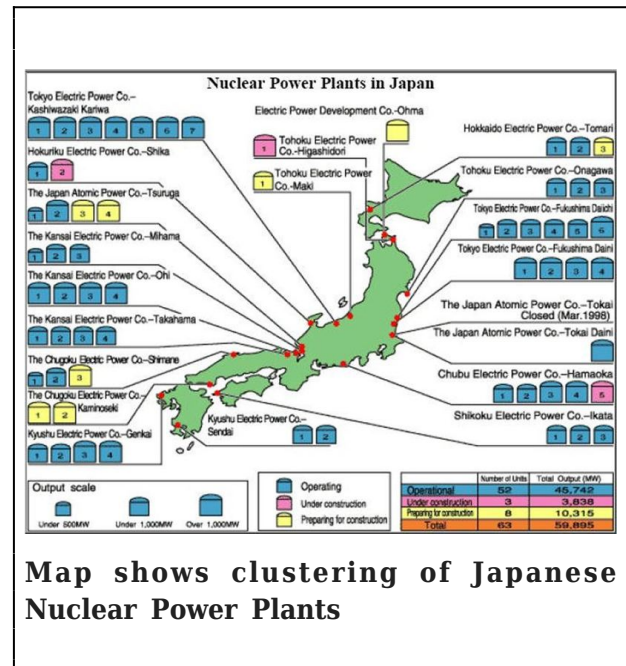 Nuclear Power Plants in Japan
Tokyo Electric Power Co.–
Kashiwazaki Kariwa
1 2 3 4 5 6 7
Hokuriku Electric Power Co.–Shika
1 2
The Japan Atomic Power Co.–Tsuruga
1 2 3 4
The Kansai Electric Power Co.–Mihama
1 2 3
The Kansai Electric Power Co.–Ohi
1 2 3 4
The Kansai Electric Power Co.–Takahama
1 2 3 4
The Chugoku Electric Power Co.–Shimane
1 2 3
The Chugoku Electric Power Co.–
Kaminoseki
1 2
Kyushu Electric Power Co.–Genkai
1 2 3 4
Electric Power Development Co.–Ohma
1
Tohoku Electric Power
Co.–Higashidori
1
Tohoku Electric Power
Co.–Maki
Hokkaido Electric Power Co.–Tomari
1 2 3
Tohoku Electric Power Co.–Onagawa
1 2 3
Tokyo Electric Power Co.–Fukushima Daiichi
1 2 3 4 5 6
Tokyo Electric Power Co.–Fukushima Daini
1 2 3 4
The Japan Atomic Power Co.–Tokai
Closed (Mar.1998)
The Japan Atomic Power Co.–Tokai Daini
Chubu Electric Power Co.–Hamaoka
1 2 3 4 5
Shikoku Electric Power Co.–Ikata
1 2 3
Kyushu Electric Power Co.–
Sendai
1 2
Output scale
Under 500MW Under 1,000MW Over 1,000MW
Operating
Under construction
Preparing for construction
Number of Units Total Output (MW)
Operational 52 45,742
Under construction 3 3,838
Preparing for construction 8 10,315
Total 63 59,895
Map shows clustering of Japanese
Nuclear Power Plants